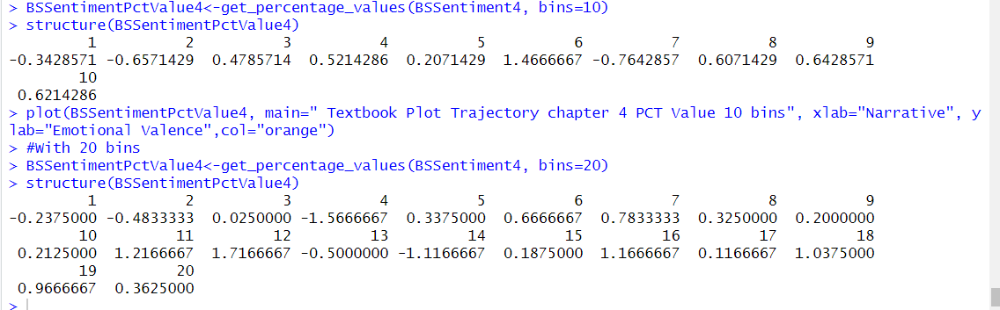 > BSSentimentPctValue4<-get_percentage_values(BSSentiment4, bins=10)
> structure(BSSentimentPctValue4)
1 2 3 4 5 6 7 8 9
-0.3428571 -0.6571429 0.4785714 0.5214286 0.2071429 1.4666667 -0.7642857 0.6071429 0.6428571
10
0.6214286
> plot(BSSentimentPctValue4, main=" Textbook Plot Trajectory chapter 4 PCT Value 10 bins", xlab="Narrative", y
lab="Emotional Valence",col="orange")
> #With 20 bins
> BSSentimentPctValue4<-get_percentage_values(BSSentiment4, bins=20)
> structure(BSSentimentPctValue4)
1 2 3 4 5 6 7 8 9
-0.2375000 -0.4833333 0.0250000 -1.5666667 0.3375000 0.6666667 0.7833333 0.3250000 0.2000000
10 11 12 13 14 15 16 17 18
0.2125000 1.2166667 1.7166667 -0.5000000 -1.1166667 0.1875000 1.1666667 0.1166667 1.0375000
19 20
0.9666667 0.3625000
>